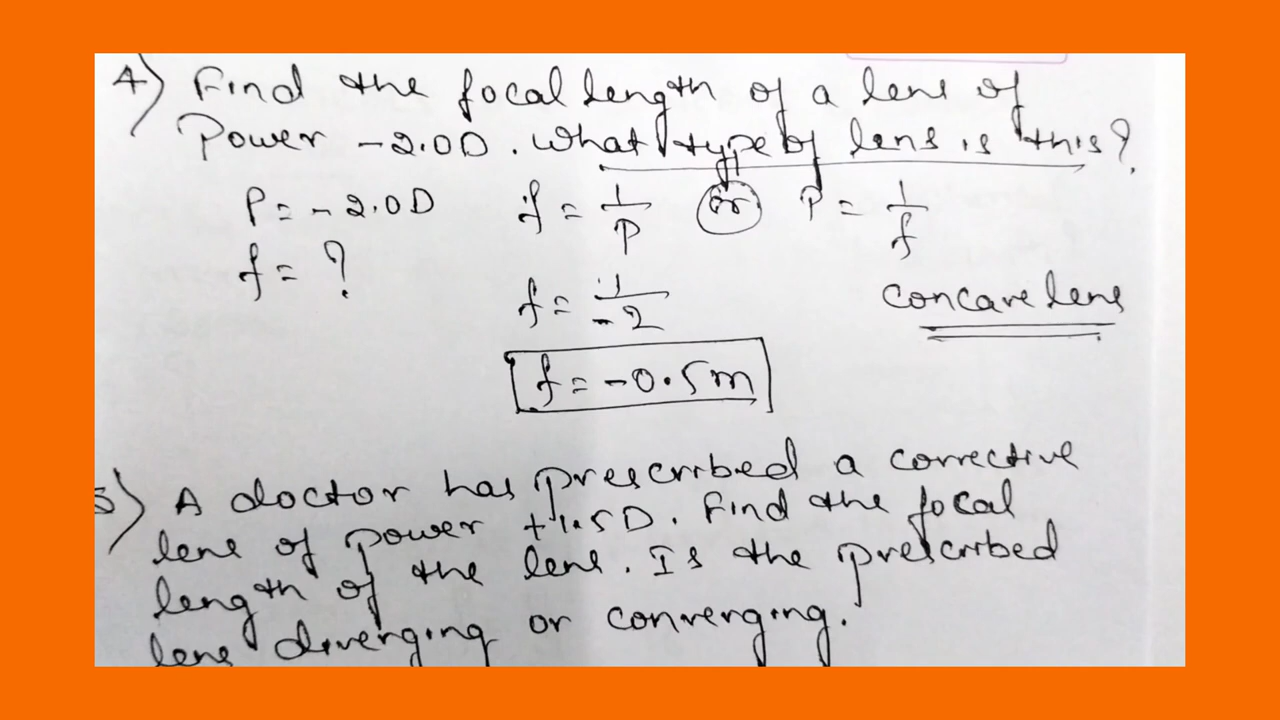 4) Find the focal length of a lens of
Power -2.0D. What type of lens is this?
P = -2.0D f = 1/P or P = 1/f
f = ?
f = 1/-2 concave lens
f = -0.5m
5) A doctor has prescribed a corrective
lens of power +1.5D. Find the focal
length of the lens. Is the prescribed
lens diverging or converging.